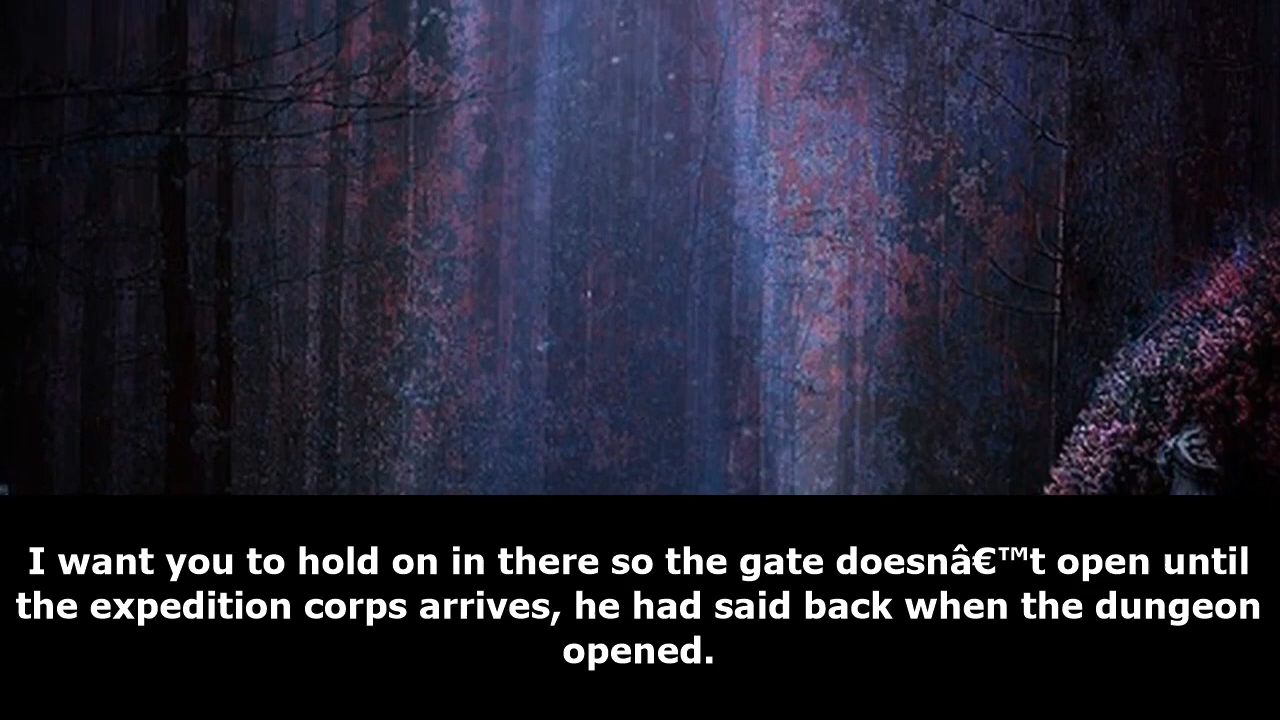 I want you to hold on in there so the gate doesnâ€™t open until
the expedition corps arrives, he had said back when the dungeon
opened.